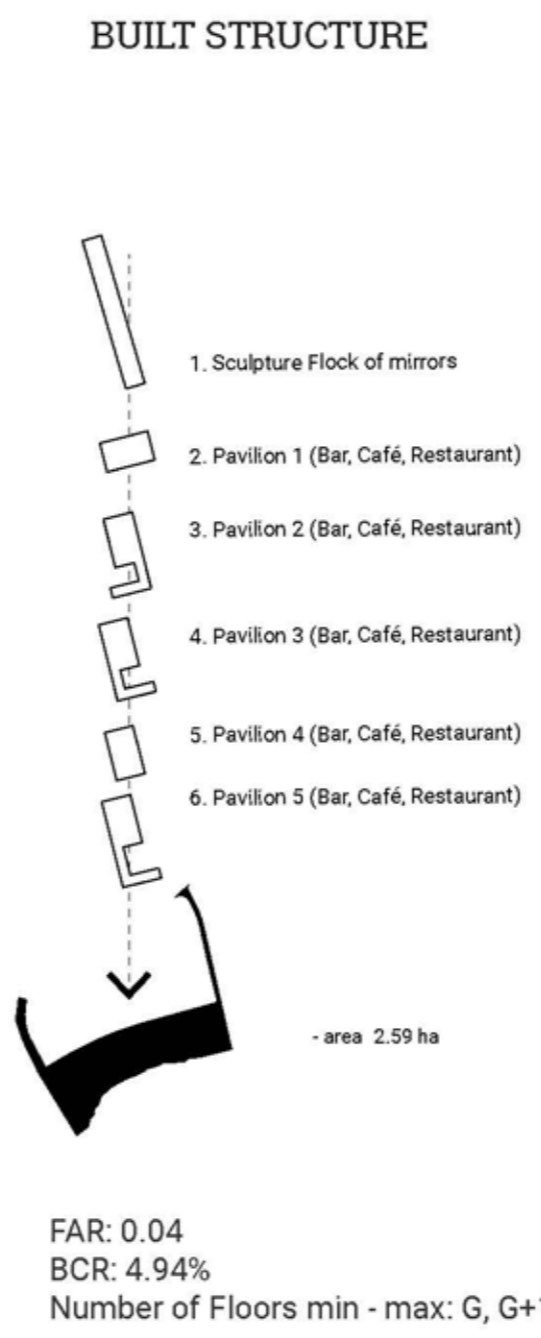 BUILT STRUCTURE
1. Sculpture Flock of mirrors
2. Pavilion 1 (Bar, Café, Restaurant)
3. Pavilion 2 (Bar, Café, Restaurant)
4. Pavilion 3 (Bar, Café, Restaurant)
5. Pavilion 4 (Bar, Café, Restaurant)
6. Pavilion 5 (Bar, Café, Restaurant)
- area 2.59 ha
FAR: 0.04
BCR: 4.94%
Number of Floors min - max: G, G+